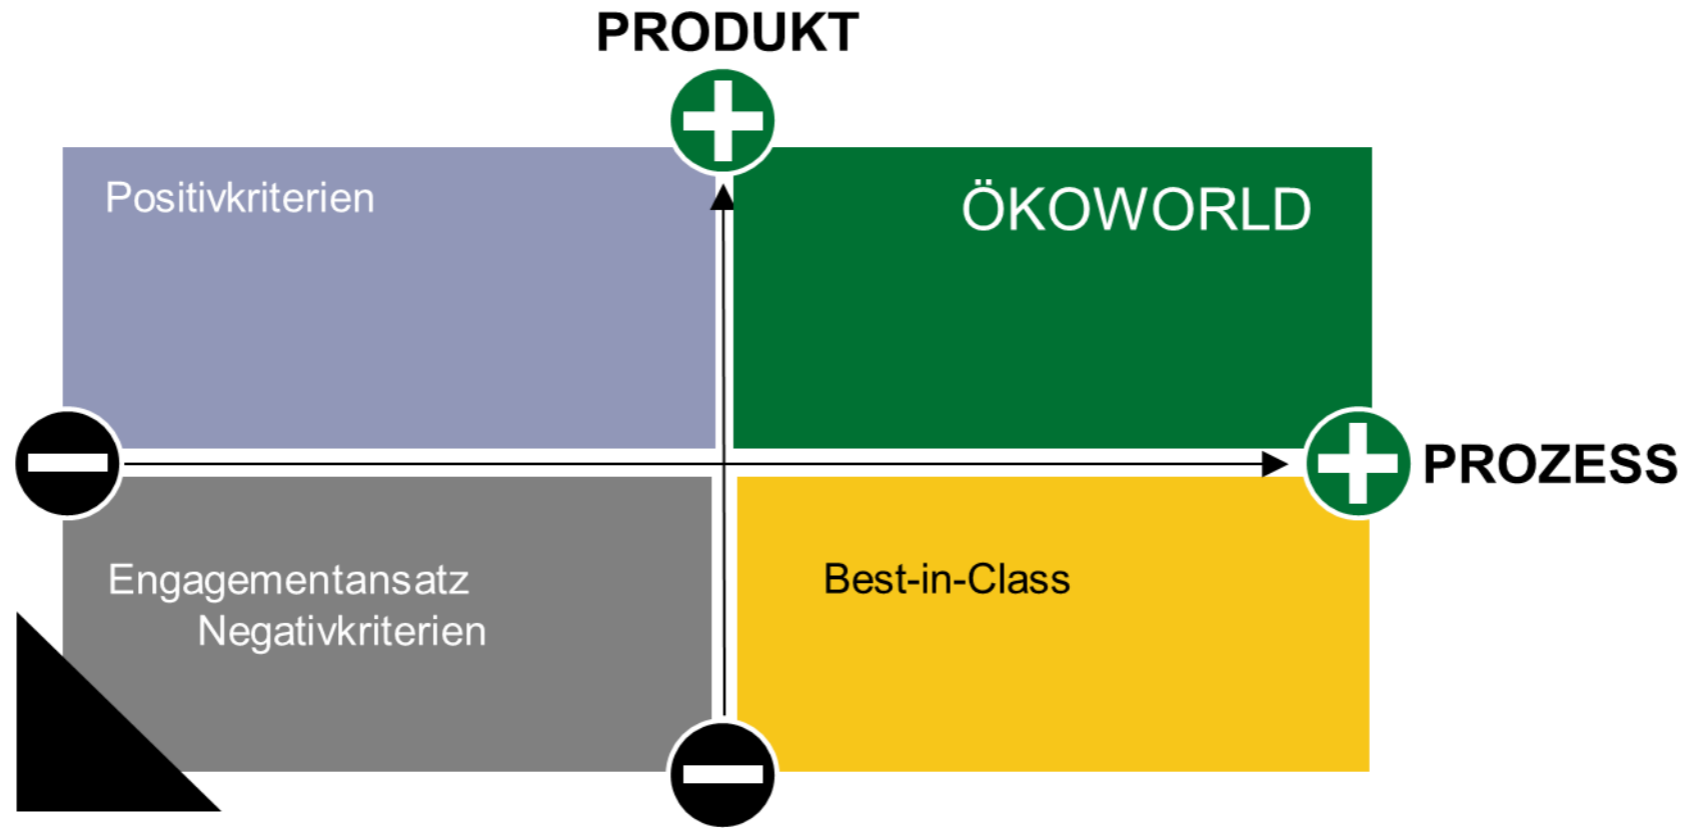 PRODUKT
Positivkriterien
ÖKOWORLD
PROZESS
Engagementansatz
Negativkriterien
Best-in-Class